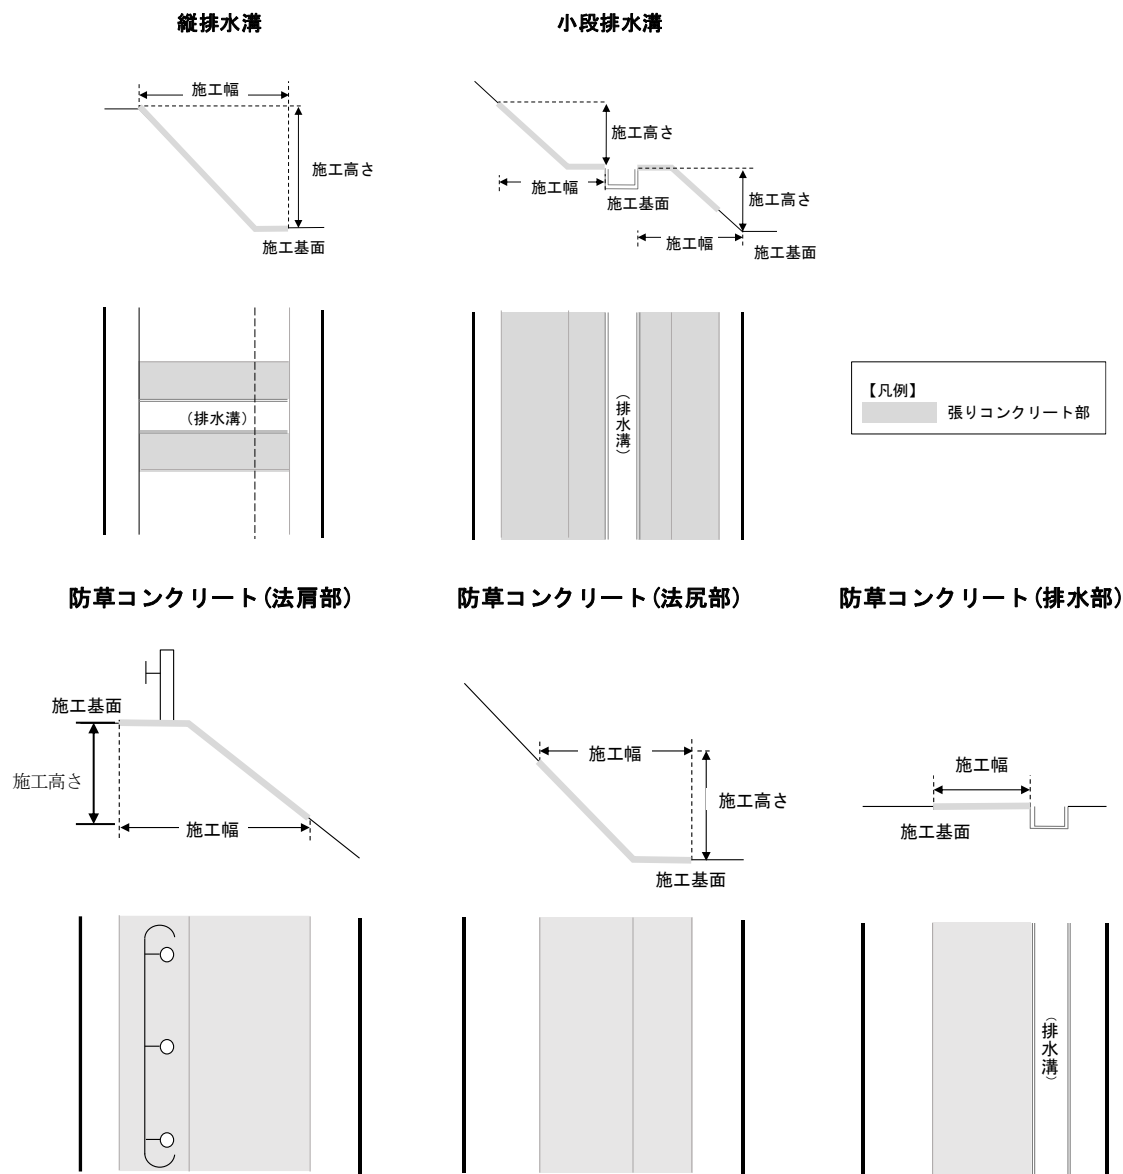 縦排水溝
施工幅
施工高さ
施工基面
(排水溝)
小段排水溝
施工高さ
施工幅
施工基面
施工高さ
施工幅
施工基面
(排水溝)
【凡例】
張りコンクリート部
防草コンクリート(法肩部)
施工基面
施工高さ
施工幅
防草コンクリート(法尻部)
施工幅
施工高さ
施工基面
防草コンクリート(排水部)
施工幅
施工基面
(排水溝)